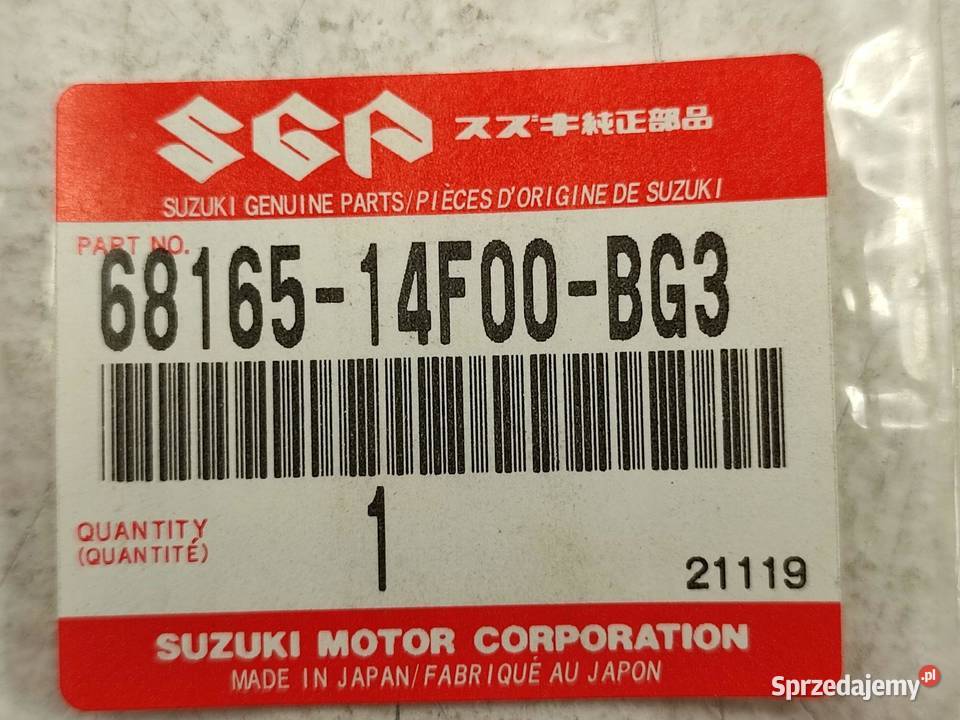 SGP スズキ純正部品
SUZUKI GENUINE PARTS/PIÈCES D'ORIGINE DE SUZUKI
PART NO.
68165-14F00-BG3
QUANTITY 1
(QUANTITÉ)
21119
SUZUKI MOTOR CORPORATION
MADE IN JAPAN/FABRIQUÉ AU JAPON
Sprzedajemy.pl